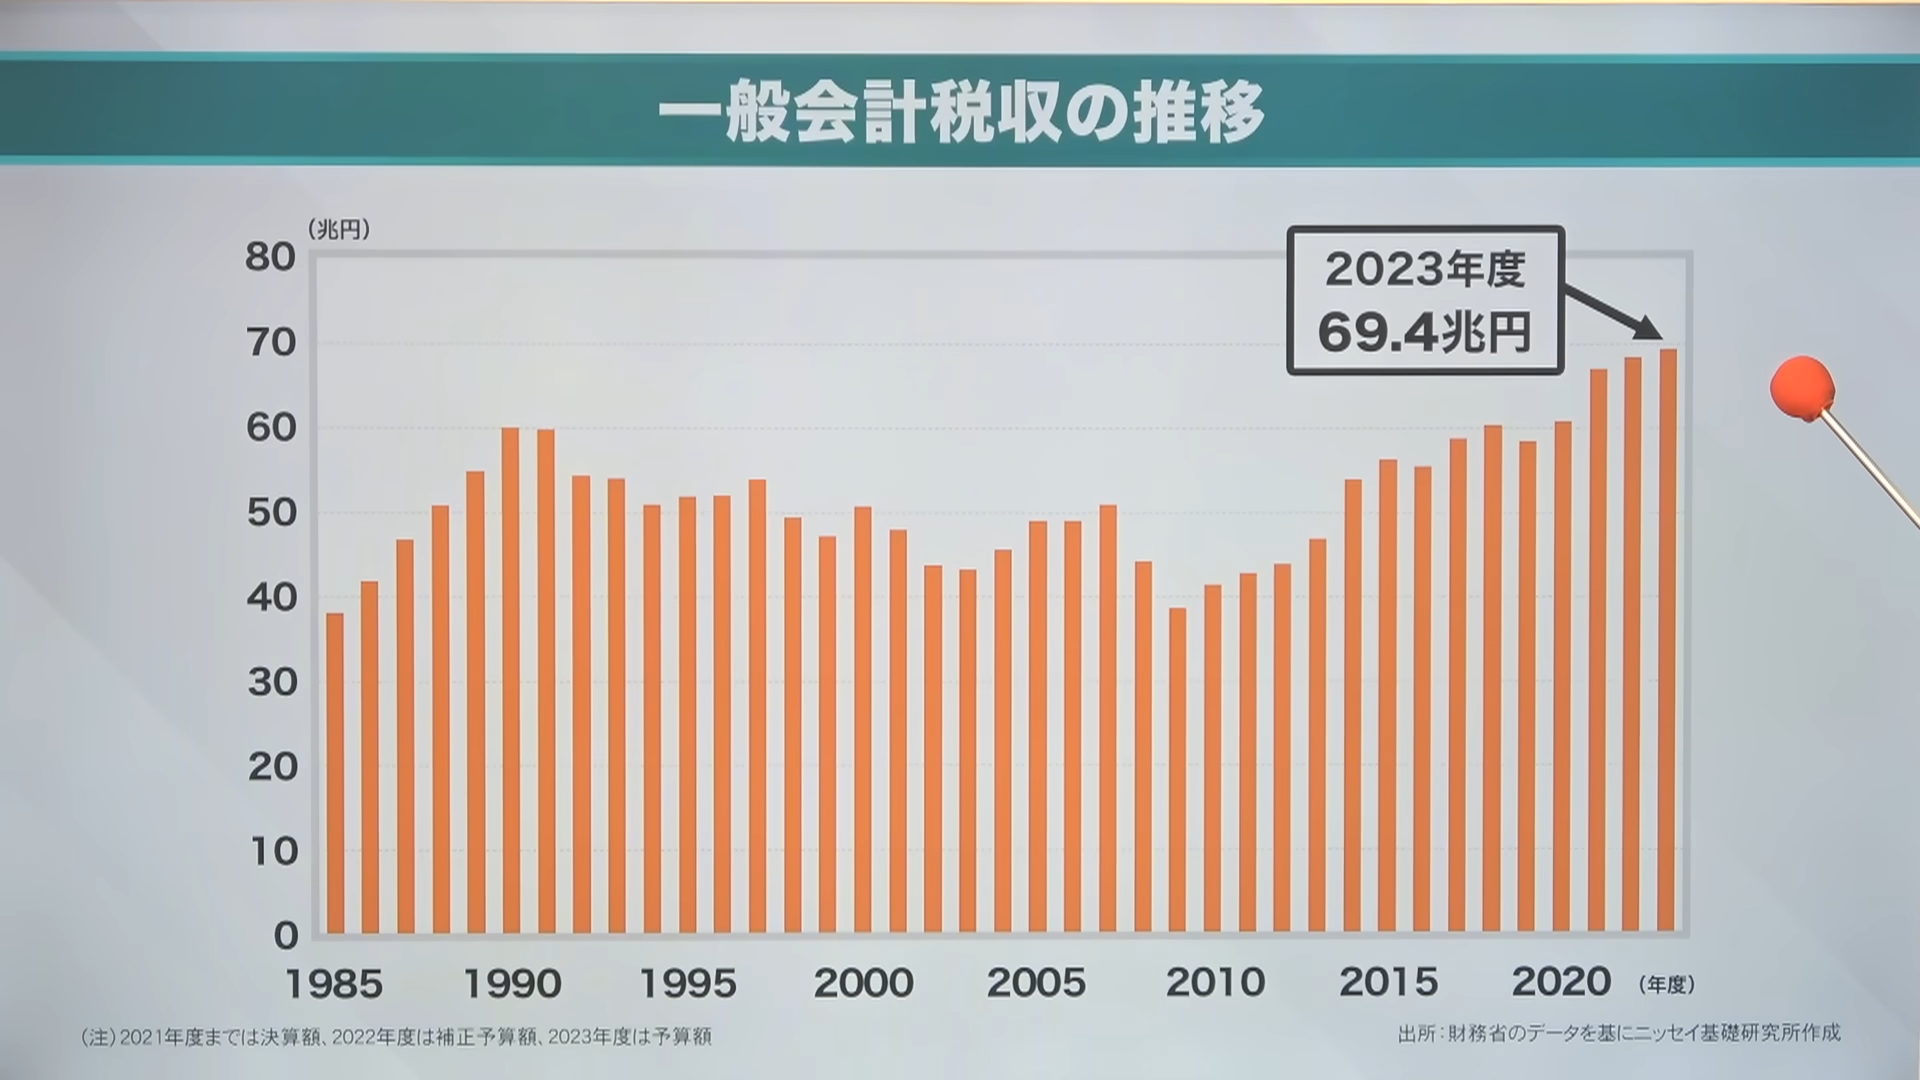 一般会計税収の推移
（兆円）
80
70
60
50
40
30
20
10
0
2023年度
69.4兆円
1985 1990 1995 2000 2005 2010 2015 2020 （年度）
（注）2021年度までは決算額、2022年度は補正予算額、2023年度は予算額
出所：財務省のデータを基にニッセイ基礎研究所作成